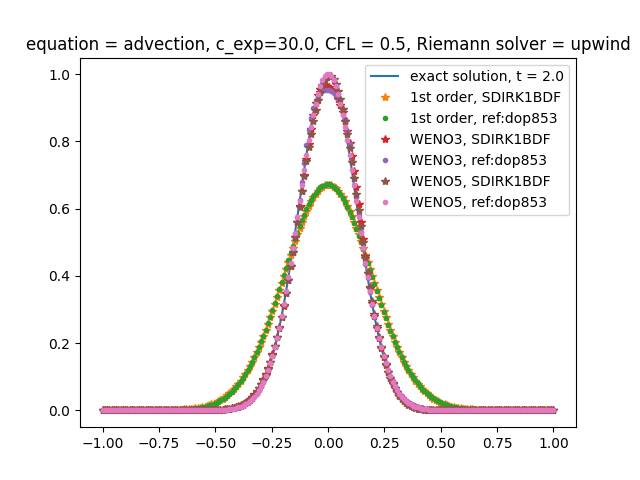 equation = advection, c_exp=30.0, CFL = 0.5, Riemann solver = upwind
exact solution, t = 2.0
1st order, SDIRK1BDF
1st order, ref:dop853
WENO3, SDIRK1BDF
WENO3, ref:dop853
WENO5, SDIRK1BDF
WENO5, ref:dop853
1.0
0.8
0.6
0.4
0.2
0.0
−1.00 −0.75 −0.50 −0.25 0.00 0.25 0.50 0.75 1.00